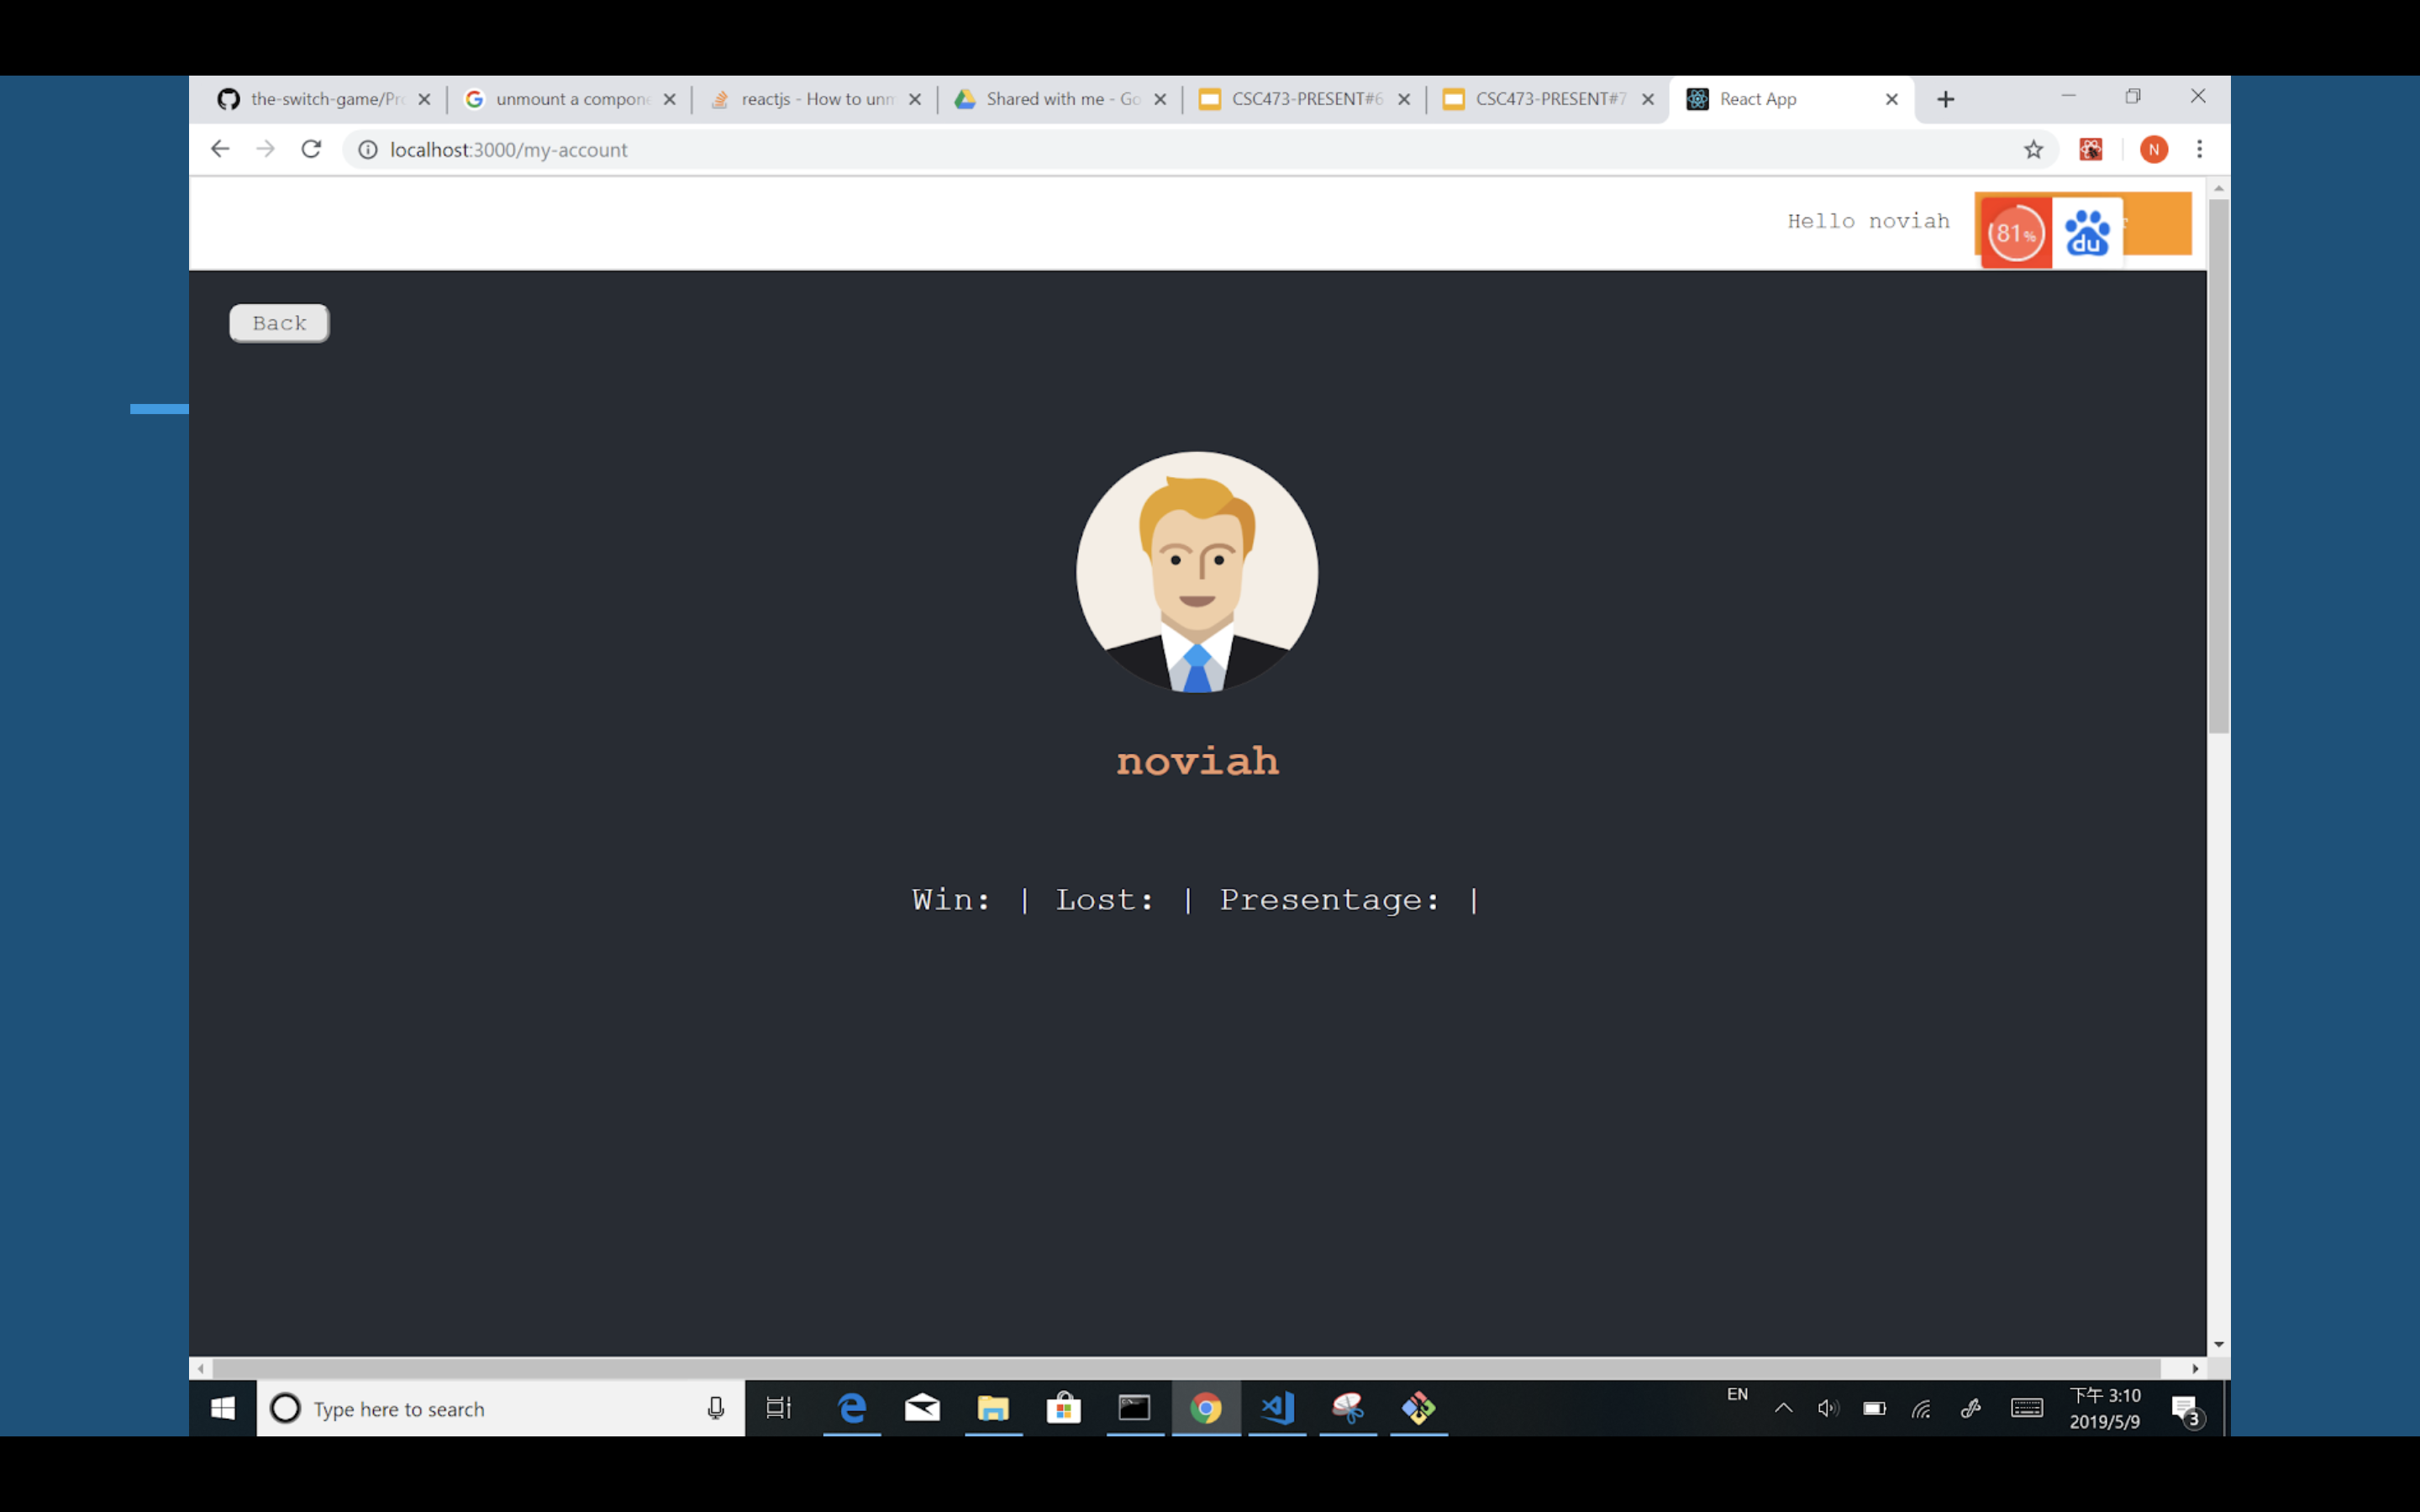 the-switch-game/Pr
unmount a compon
reactjs - How to un
Shared with me - Go
CSC473-PRESENT#6
CSC473-PRESENT#7
React App
localhost:3000/my-account
N
Hello noviah
81%
du
Back
noviah
Win: | Lost: | Presentage: |
Type here to search
EN
下午 3:10
2019/5/9
3